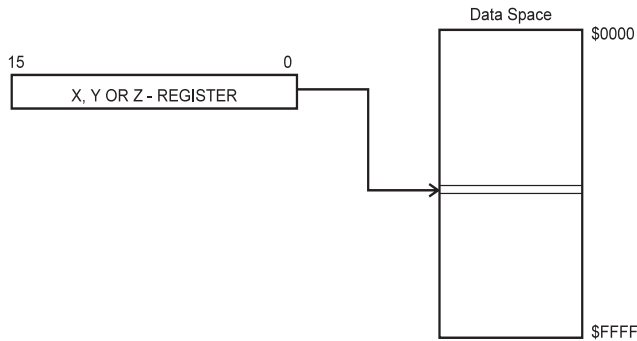 Data Space
$0000
15 0
X, Y OR Z - REGISTER
$FFFF